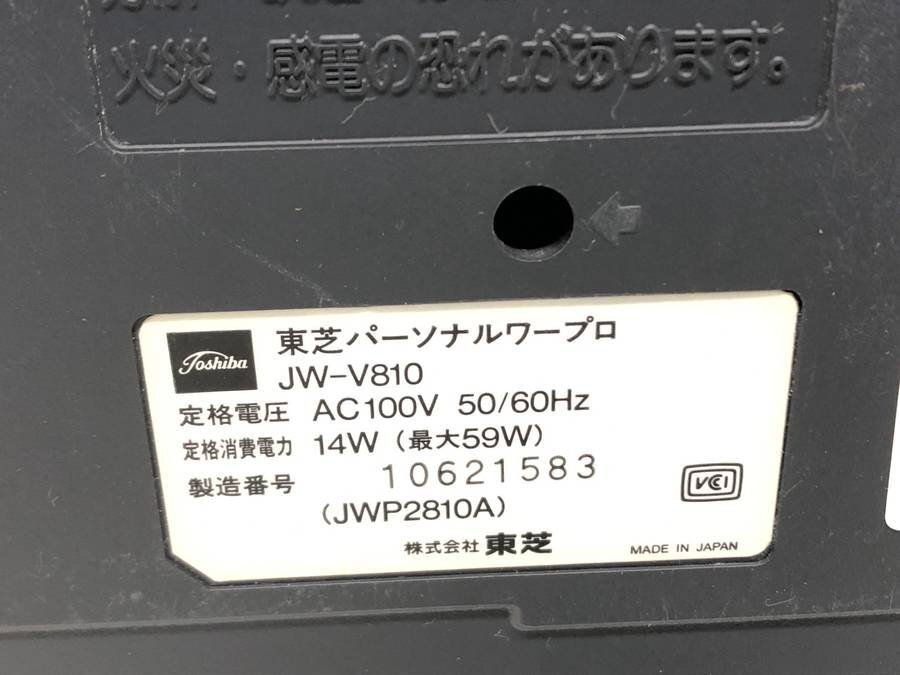 火災・感電の恐れがあります。
Toshiba
東芝パーソナルワープロ
JW-V810
定格電圧 AC100V 50/60Hz
定格消費電力 14W (最大59W)
製造番号 10621583
(JWP2810A)
VCCI
株式会社 東芝 MADE IN JAPAN